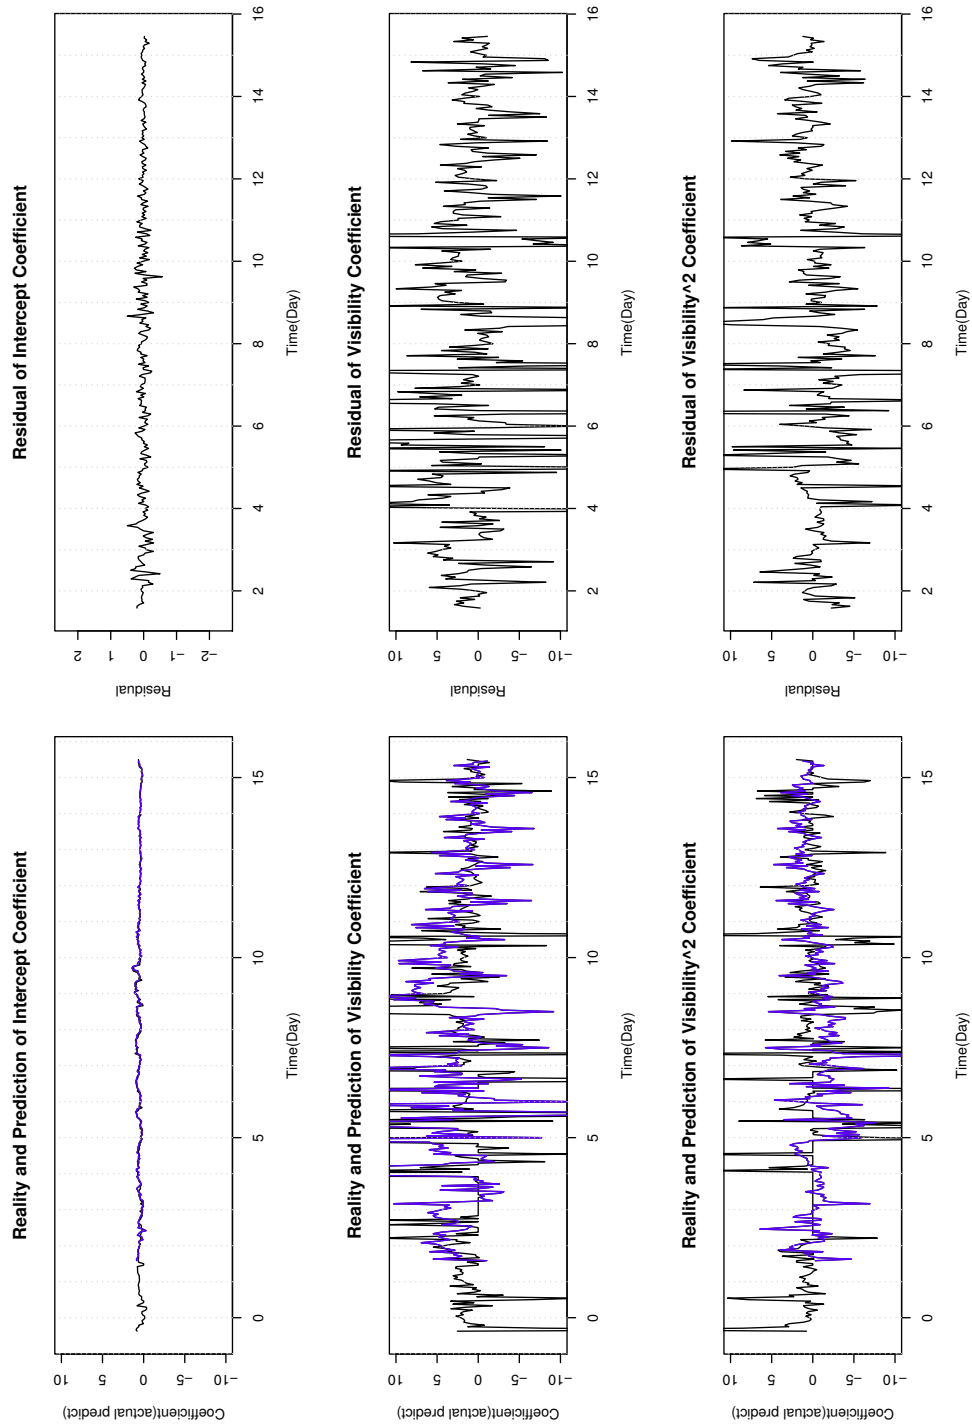 Reality and Prediction of Intercept Coefficient
Coefficient(actual predict)
10
5
0
−5
−10
0 5 10 15
Time(Day)
Residual of Intercept Coefficient
Residual
2
1
0
−1
−2
2 4 6 8 10 12 14 16
Time(Day)
Reality and Prediction of Visibility Coefficient
Coefficient(actual predict)
10
5
0
−5
−10
0 5 10 15
Time(Day)
Residual of Visibility Coefficient
Residual
10
5
0
−5
−10
2 4 6 8 10 12 14 16
Time(Day)
Reality and Prediction of Visibility^2 Coefficient
Coefficient(actual predict)
10
5
0
−5
−10
0 5 10 15
Time(Day)
Residual of Visibility^2 Coefficient
Residual
10
5
0
−5
−10
2 4 6 8 10 12 14 16
Time(Day)